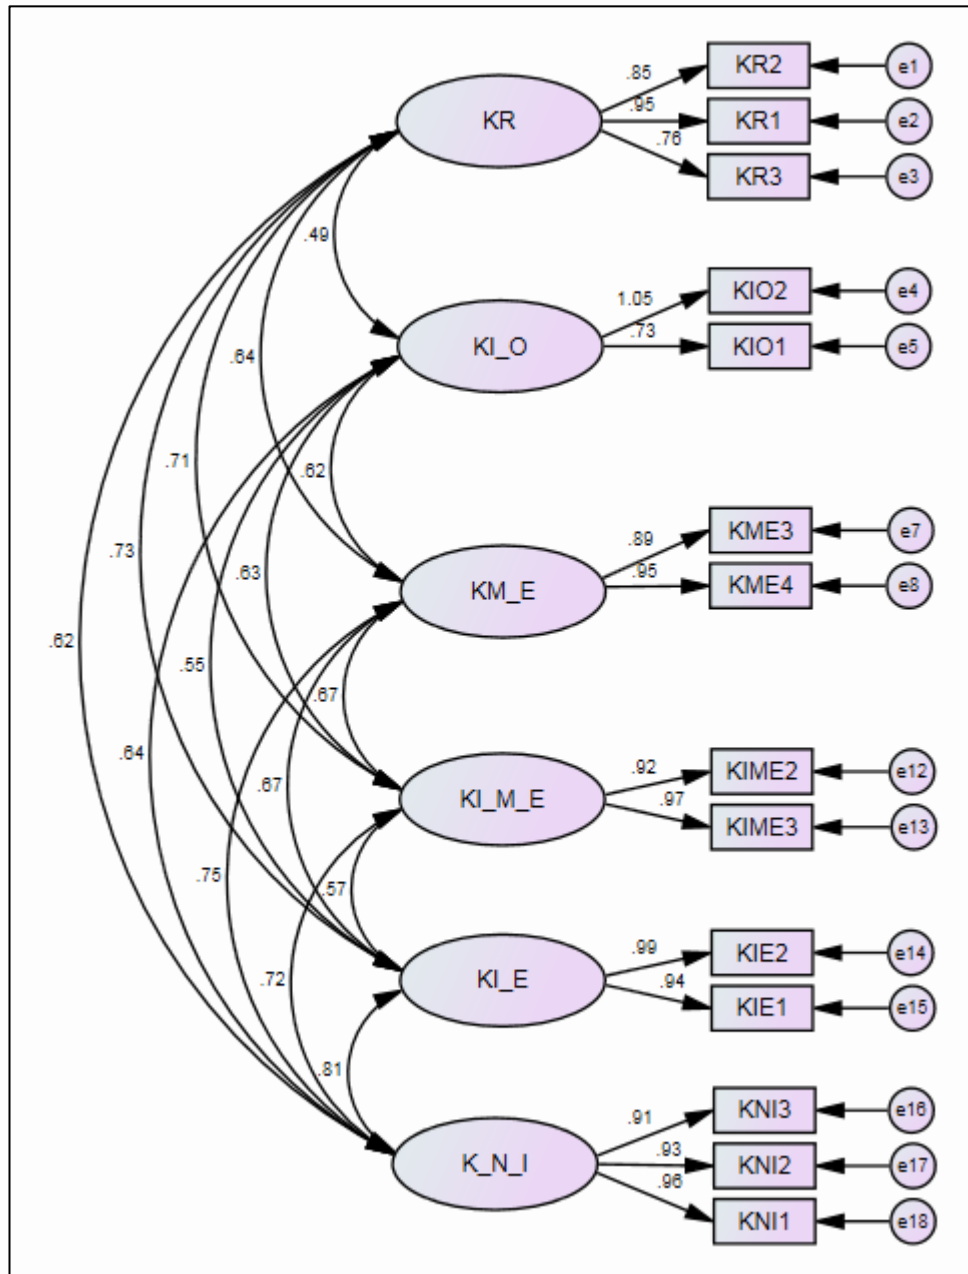 KR
.85
KR2
e1
.95
KR1
e2
.76
KR3
e3
.49
KI_O
1.05
KIO2
e4
.73
KIO1
e5
.64
.71
.62
.73
.63
KM_E
.89
KME3
e7
.95
KME4
e8
.62
.55
.67
.64
.67
KI_M_E
.92
KIME2
e12
.97
KIME3
e13
.75
.57
.72
KI_E
.99
KIE2
e14
.94
KIE1
e15
.81
K_N_I
.91
KNI3
e16
.93
KNI2
e17
.96
KNI1
e18